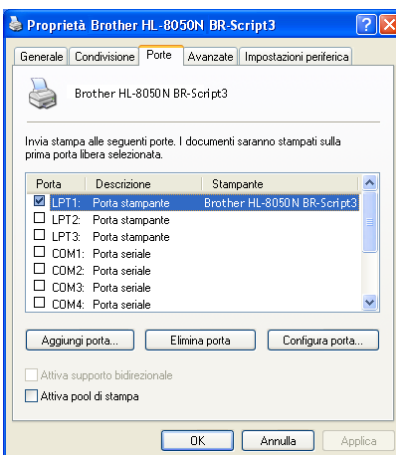 Proprietà Brother HL-8050N BR-Script3
Generale Condivisione Porte Avanzate Impostazioni periferica
Brother HL-8050N BR-Script3
Invia stampa alle seguenti porte. I documenti saranno stampati sulla
prima porta libera selezionata.
Porta Descrizione Stampante
LPT1: Porta stampante Brother HL-8050N BR-Script3
LPT2: Porta stampante
LPT3: Porta stampante
COM1: Porta seriale
COM2: Porta seriale
COM3: Porta seriale
COM4: Porta seriale
Aggiungi porta... Elimina porta Configura porta...
Attiva supporto bidirezionale
Attiva pool di stampa
OK Annulla Applica